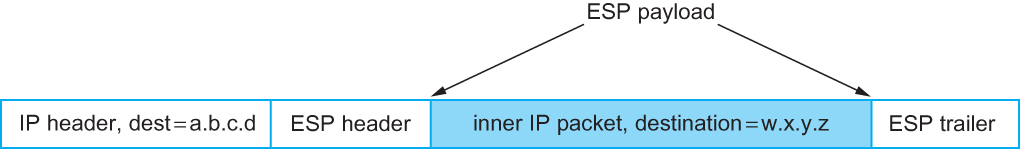 ESP payload
IP header, dest=a.b.c.d ESP header inner IP packet, destination=w.x.y.z ESP trailer